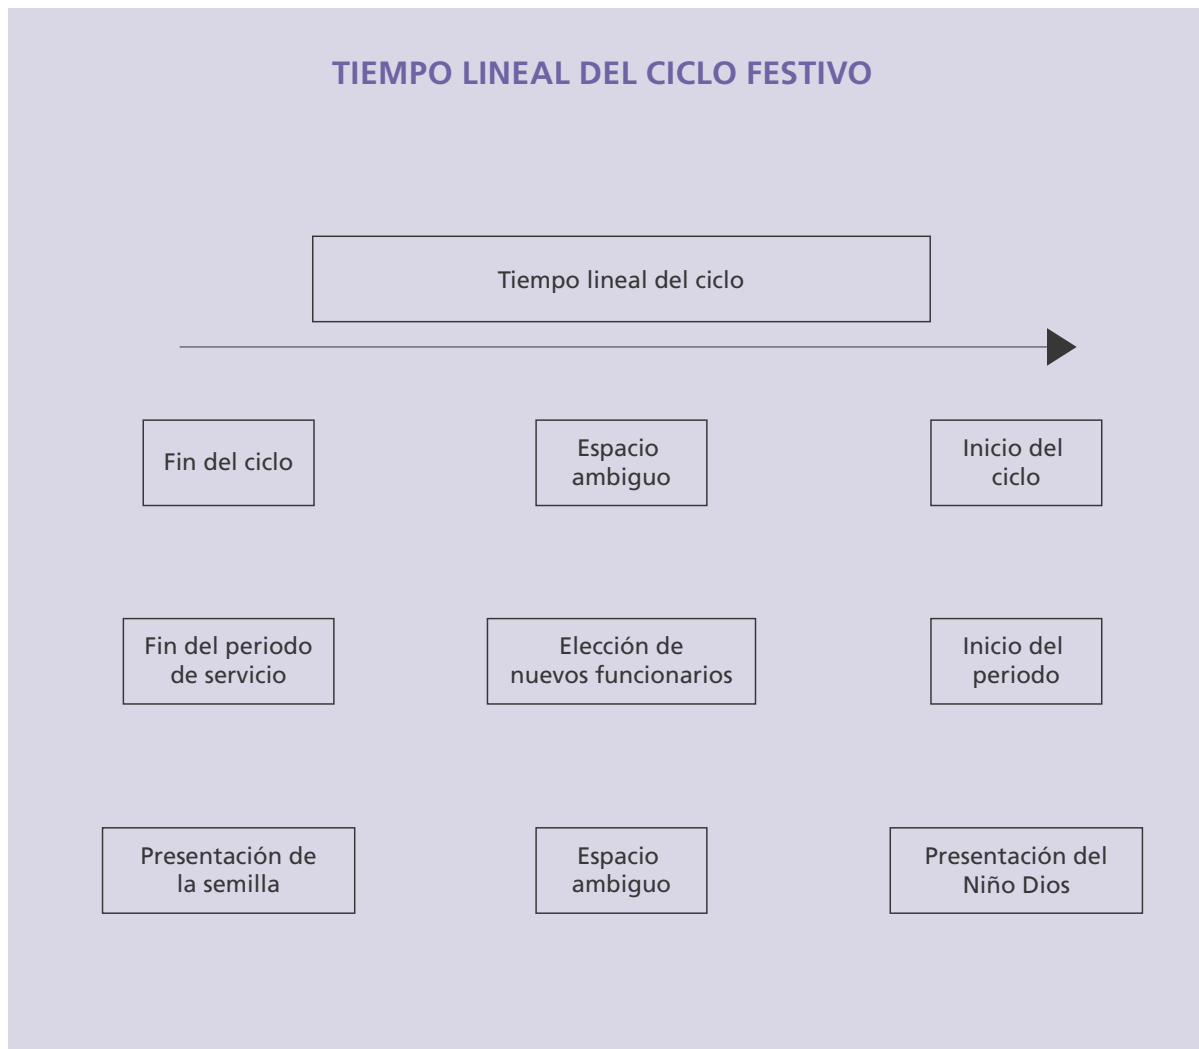 TIEMPO LINEAL DEL CICLO FESTIVO
Tiempo lineal del ciclo
Fin del ciclo
Espacio
ambiguo
Inicio del
ciclo
Fin del periodo
de servicio
Elección de
nuevos funcionarios
Inicio del
periodo
Presentación de
la semilla
Espacio
ambiguo
Presentación del
Niño Dios